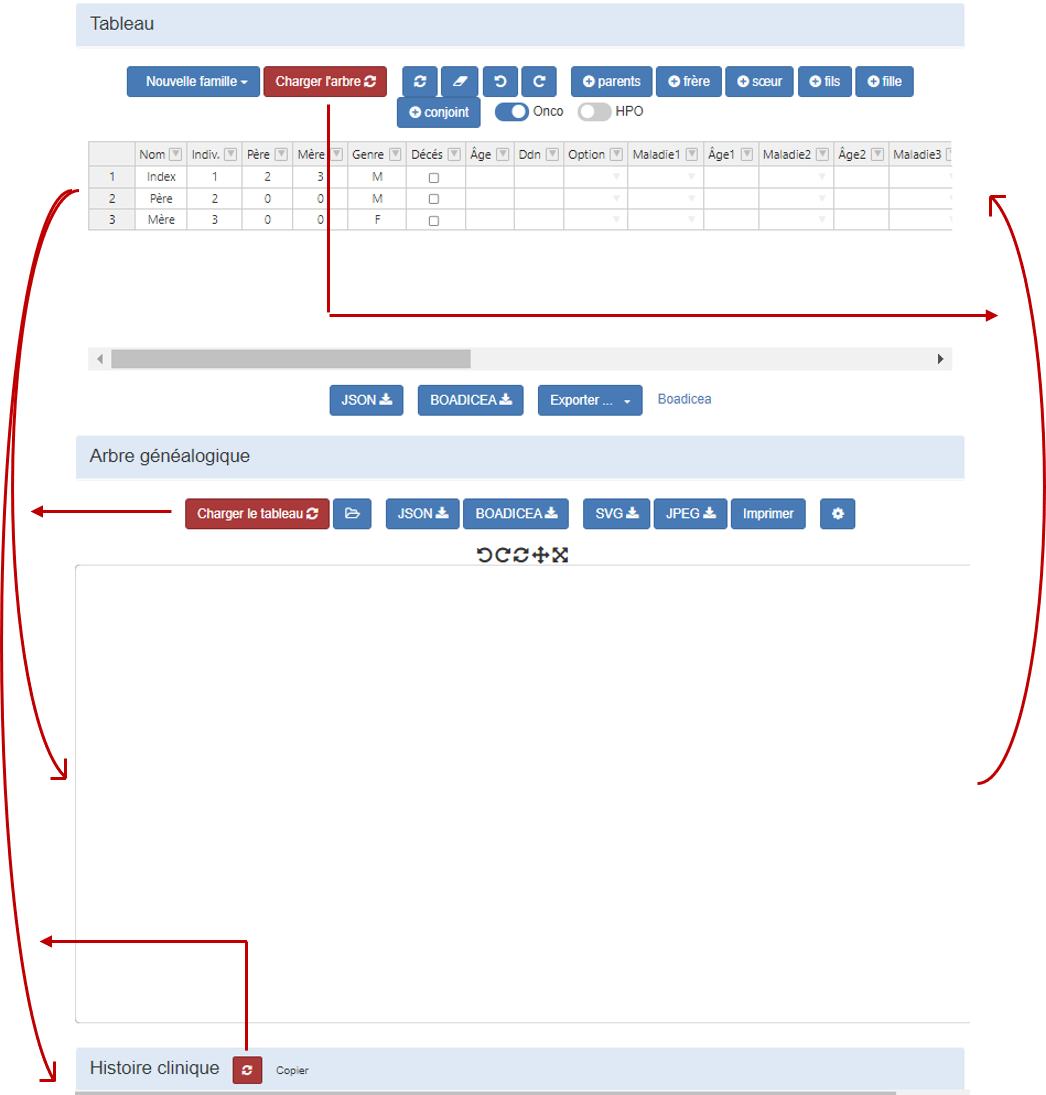 Tableau
Nouvelle famille Charger l'arbre parents frère sœur fils fille
conjoint Onco HPO
Nom Indiv. Père Mère Genre Décés Âge Ddn Option Maladie1 Âge1 Maladie2 Âge2 Maladie3
1 Index 1 2 3 M
2 Père 2 0 0 M
3 Mère 3 0 0 F
JSON BOADICEA Exporter ... Boadicea
Arbre généalogique
Charger le tableau JSON BOADICEA SVG JPEG Imprimer
Histoire clinique Copier